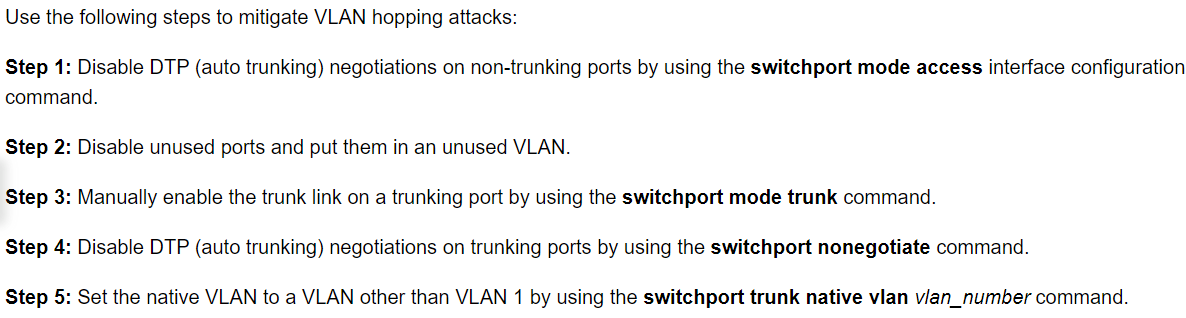 Use the following steps to mitigate VLAN hopping attacks:
Step 1: Disable DTP (auto trunking) negotiations on non-trunking ports by using the switchport mode access interface configuration
command.
Step 2: Disable unused ports and put them in an unused VLAN.
Step 3: Manually enable the trunk link on a trunking port by using the switchport mode trunk command.
Step 4: Disable DTP (auto trunking) negotiations on trunking ports by using the switchport nonegotiate command.
Step 5: Set the native VLAN to a VLAN other than VLAN 1 by using the switchport trunk native vlan vlan_number command.